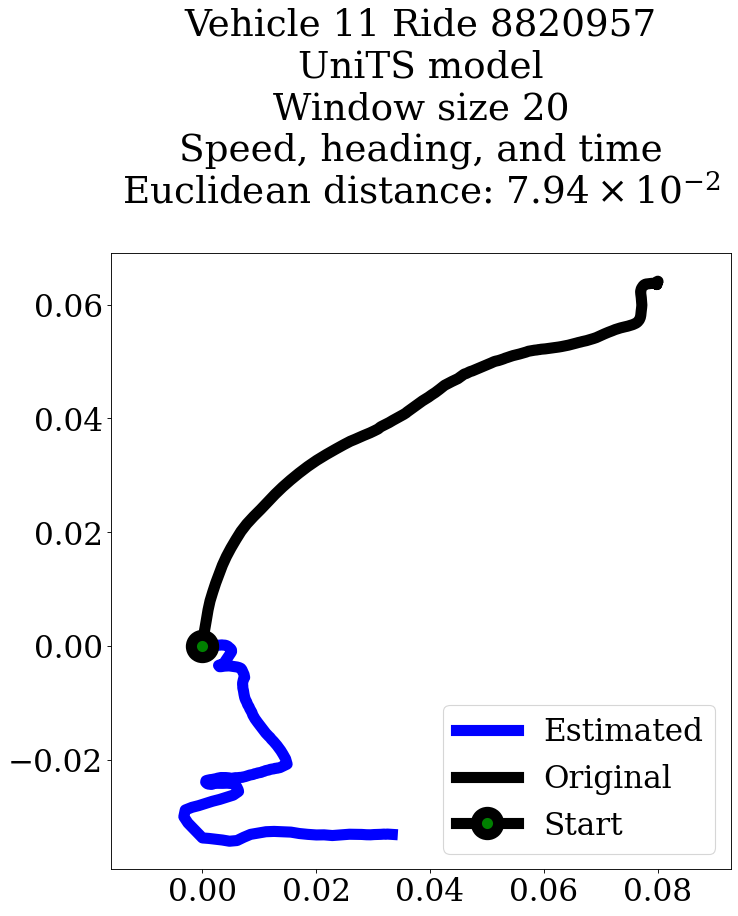 Vehicle 11 Ride 8820957
UniTS model
Window size 20
Speed, heading, and time
Euclidean distance: 7.94 × 10⁻²
0.06
0.04
0.02
0.00
−0.02
Estimated
Original
Start
0.00 0.02 0.04 0.06 0.08